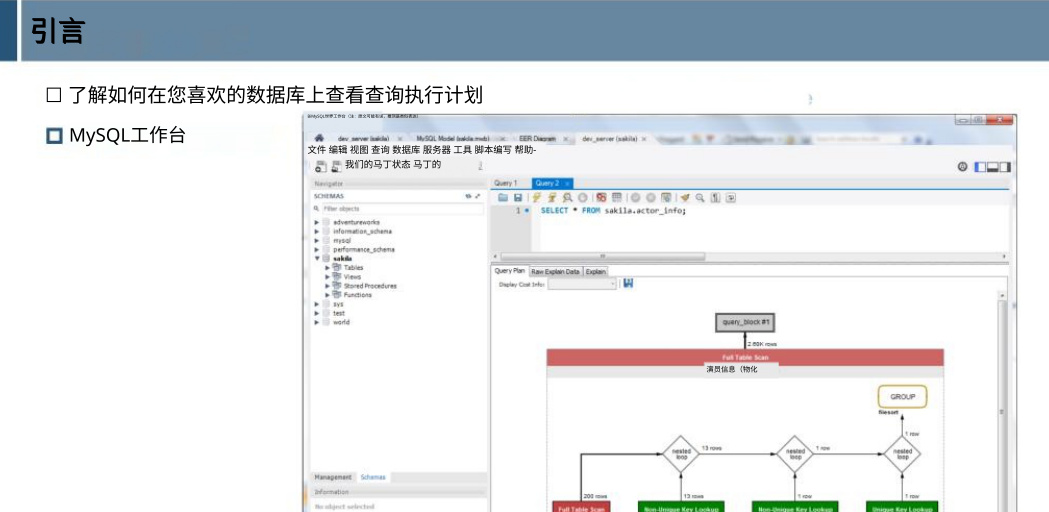 引言
了解如何在您喜欢的数据库上查看查询执行计划
MySQL工作台
dev_server (sakila)
MySQL Model (sakila.mwb)
EER Diagram
dev_server (sakila)
文件 编辑 视图 查询 数据库 服务器 工具 脚本编写 帮助-
我们的马丁状态 马丁的
Navigator
SCHEMAS
Filter objects
adventureworks
information_schema
mysql
performance_schema
sakila
Tables
Views
Stored Procedures
Functions
sys
test
world
Management Schemas
Information
No object selected
Query 1
Query 2
1
SELECT * FROM sakila.actor_info;
Query Plan
Raw Explain Data
Explain
Display Cost Info:
query_block #1
2.60K rows
Full Table Scan
演员信息（物化
GROUP
filesort
1 row
nested loop
13 rows
nested loop
1 row
nested loop
200 rows
13 rows
1 row
1 row
Full Table Scan
Non-Unique Key Lookup
Non-Unique Key Lookup
Unique Key Lookup